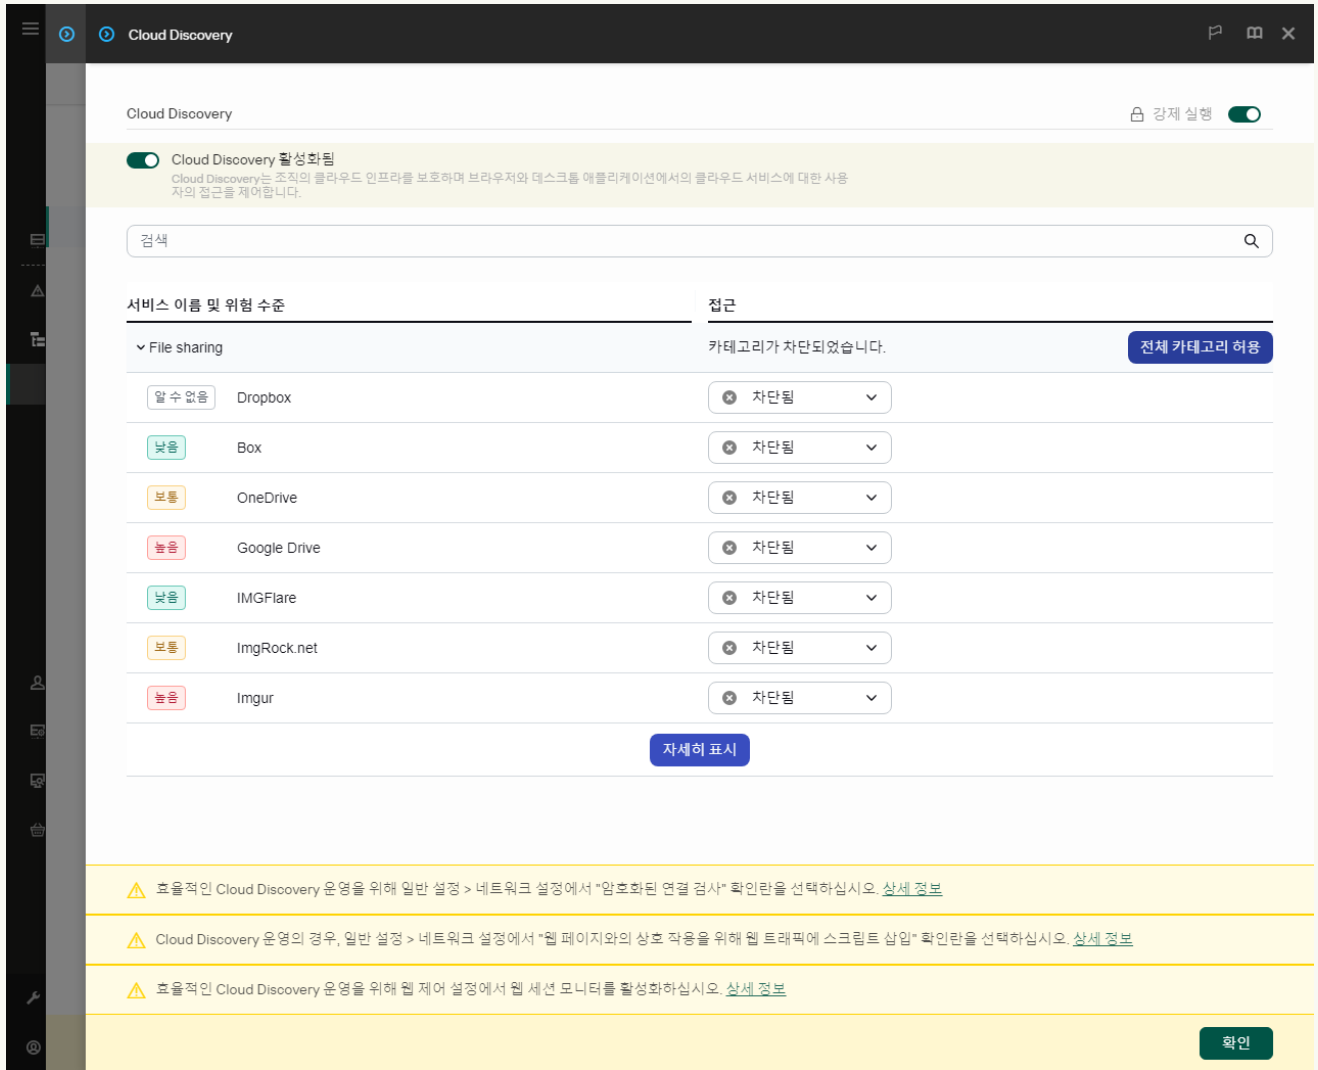 Cloud Discovery
Cloud Discovery
강제 실행
Cloud Discovery 활성화됨
Cloud Discovery는 조직의 클라우드 인프라를 보호하며 브라우저와 데스크톱 애플리케이션에서의 클라우드 서비스에 대한 사용
자의 접근을 제어합니다.
검색
서비스 이름 및 위험 수준 접근
File sharing 카테고리가 차단되었습니다. 전체 카테고리 허용
알 수 없음 Dropbox 차단됨
낮음 Box 차단됨
보통 OneDrive 차단됨
높음 Google Drive 차단됨
낮음 IMGFlare 차단됨
보통 ImgRock.net 차단됨
높음 Imgur 차단됨
자세히 표시
효율적인 Cloud Discovery 운영을 위해 일반 설정 > 네트워크 설정에서 "암호화된 연결 검사" 확인란을 선택하십시오. 상세 정보
Cloud Discovery 운영의 경우, 일반 설정 > 네트워크 설정에서 "웹 페이지와의 상호 작용을 위해 웹 트래픽에 스크립트 삽입" 확인란을 선택하십시오. 상세 정보
효율적인 Cloud Discovery 운영을 위해 웹 제어 설정에서 웹 세션 모니터를 활성화하십시오. 상세 정보
확인